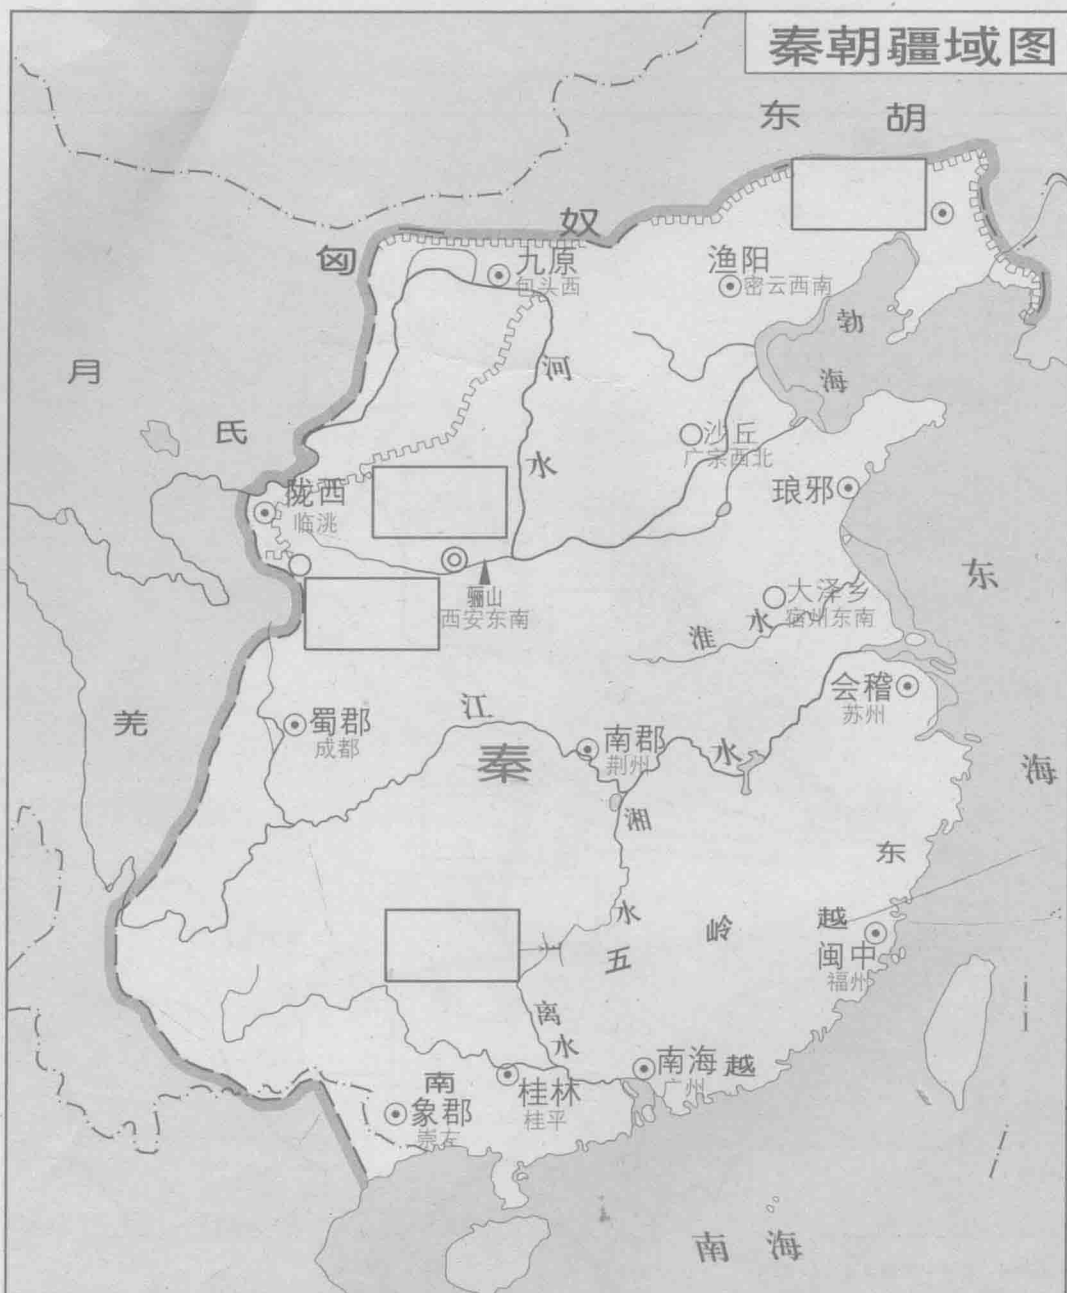 秦朝疆域图
东胡
匈奴
九原
包头西
渔阳
密云西南
勃海
月氏
河水
沙丘
广宗西北
琅邪
陇西
临洮
骊山
西安东南
大泽乡
宿州东南
淮水
东海
会稽
苏州
羌
蜀郡
成都
江水
秦
南郡
荆州
湘水
东越
五岭
闽中
福州
离水
南海
广州
南越
桂林
桂平
象郡
崇左
南海